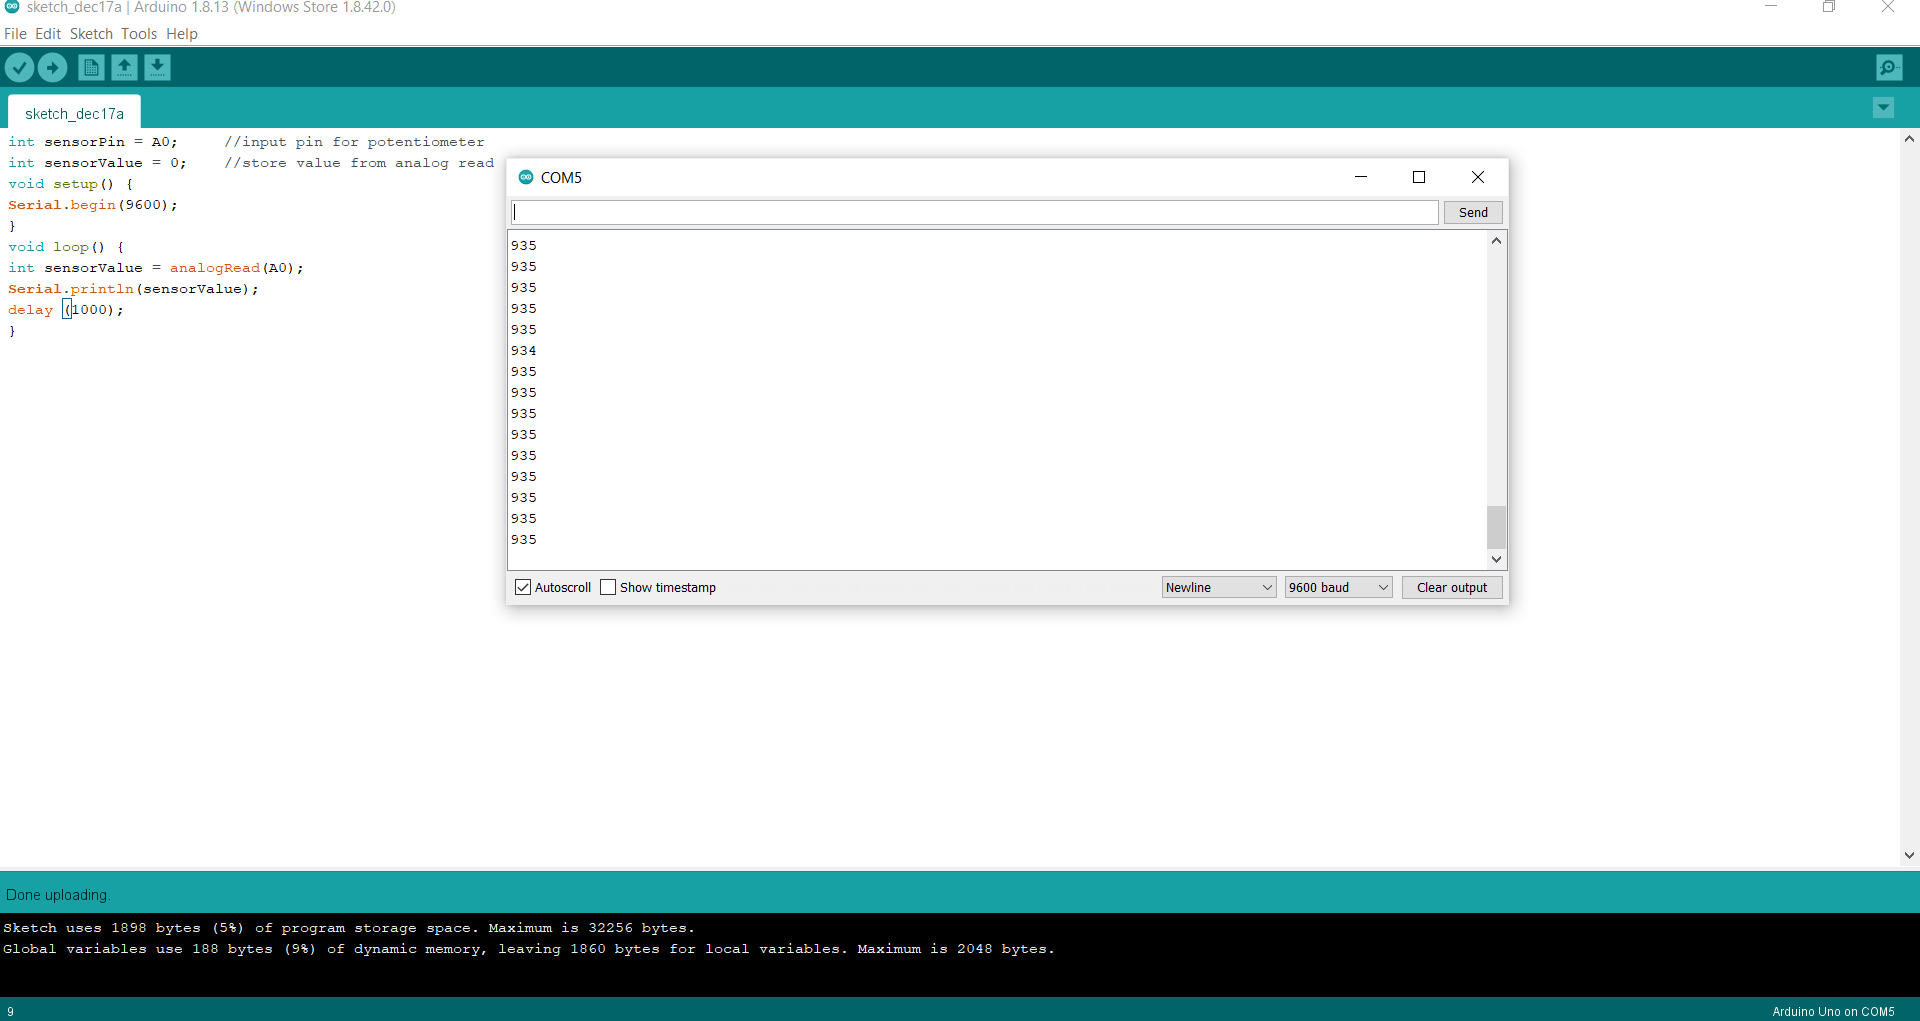 sketch_dec17a | Arduino 1.8.13 (Windows Store 1.8.42.0)
File Edit Sketch Tools Help
sketch_dec17a
int sensorPin = A0;     //input pin for potentiometer
int sensorValue = 0;    //store value from analog read
void setup() {
Serial.begin(9600);
}
void loop() {
int sensorValue = analogRead(A0);
Serial.println(sensorValue);
delay (1000);
}
COM5
Send
935
935
935
935
935
934
935
935
935
935
935
935
935
935
935
Autoscroll Show timestamp Newline 9600 baud Clear output
Done uploading.
Sketch uses 1898 bytes (5%) of program storage space. Maximum is 32256 bytes.
Global variables use 188 bytes (9%) of dynamic memory, leaving 1860 bytes for local variables. Maximum is 2048 bytes.
9 Arduino Uno on COM5